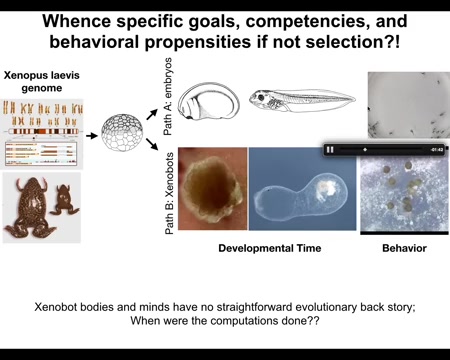 Whence specific goals, competencies, and
behavioral propensities if not selection?!
Xenopus laevis
genome
Path A: embryos
Path B: Xenobots
-01:42
Developmental Time
Behavior
Xenobot bodies and minds have no straightforward evolutionary back story;
When were the computations done??